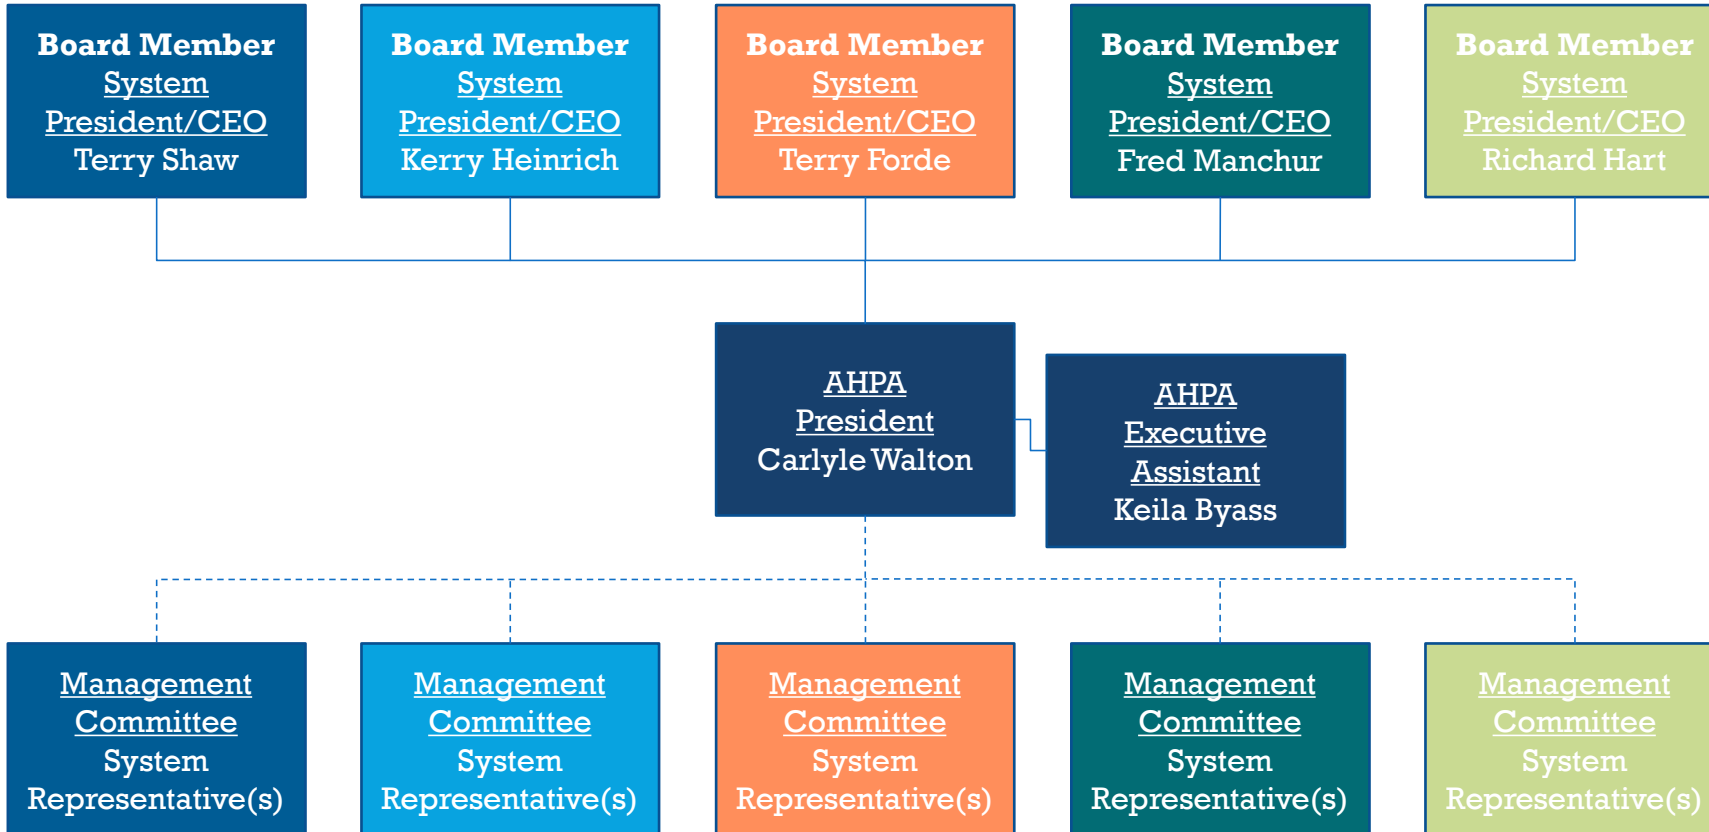 Board Member
System
President/CEO
Terry Shaw
Board Member
System
President/CEO
Kerry Heinrich
Board Member
System
President/CEO
Terry Forde
Board Member
System
President/CEO
Fred Manchur
Board Member
System
President/CEO
Richard Hart
AHPA
President
Carlyle Walton
AHPA
Executive
Assistant
Keila Byass
Management
Committee
System
Representative(s)
Management
Committee
System
Representative(s)
Management
Committee
System
Representative(s)
Management
Committee
System
Representative(s)
Management
Committee
System
Representative(s)